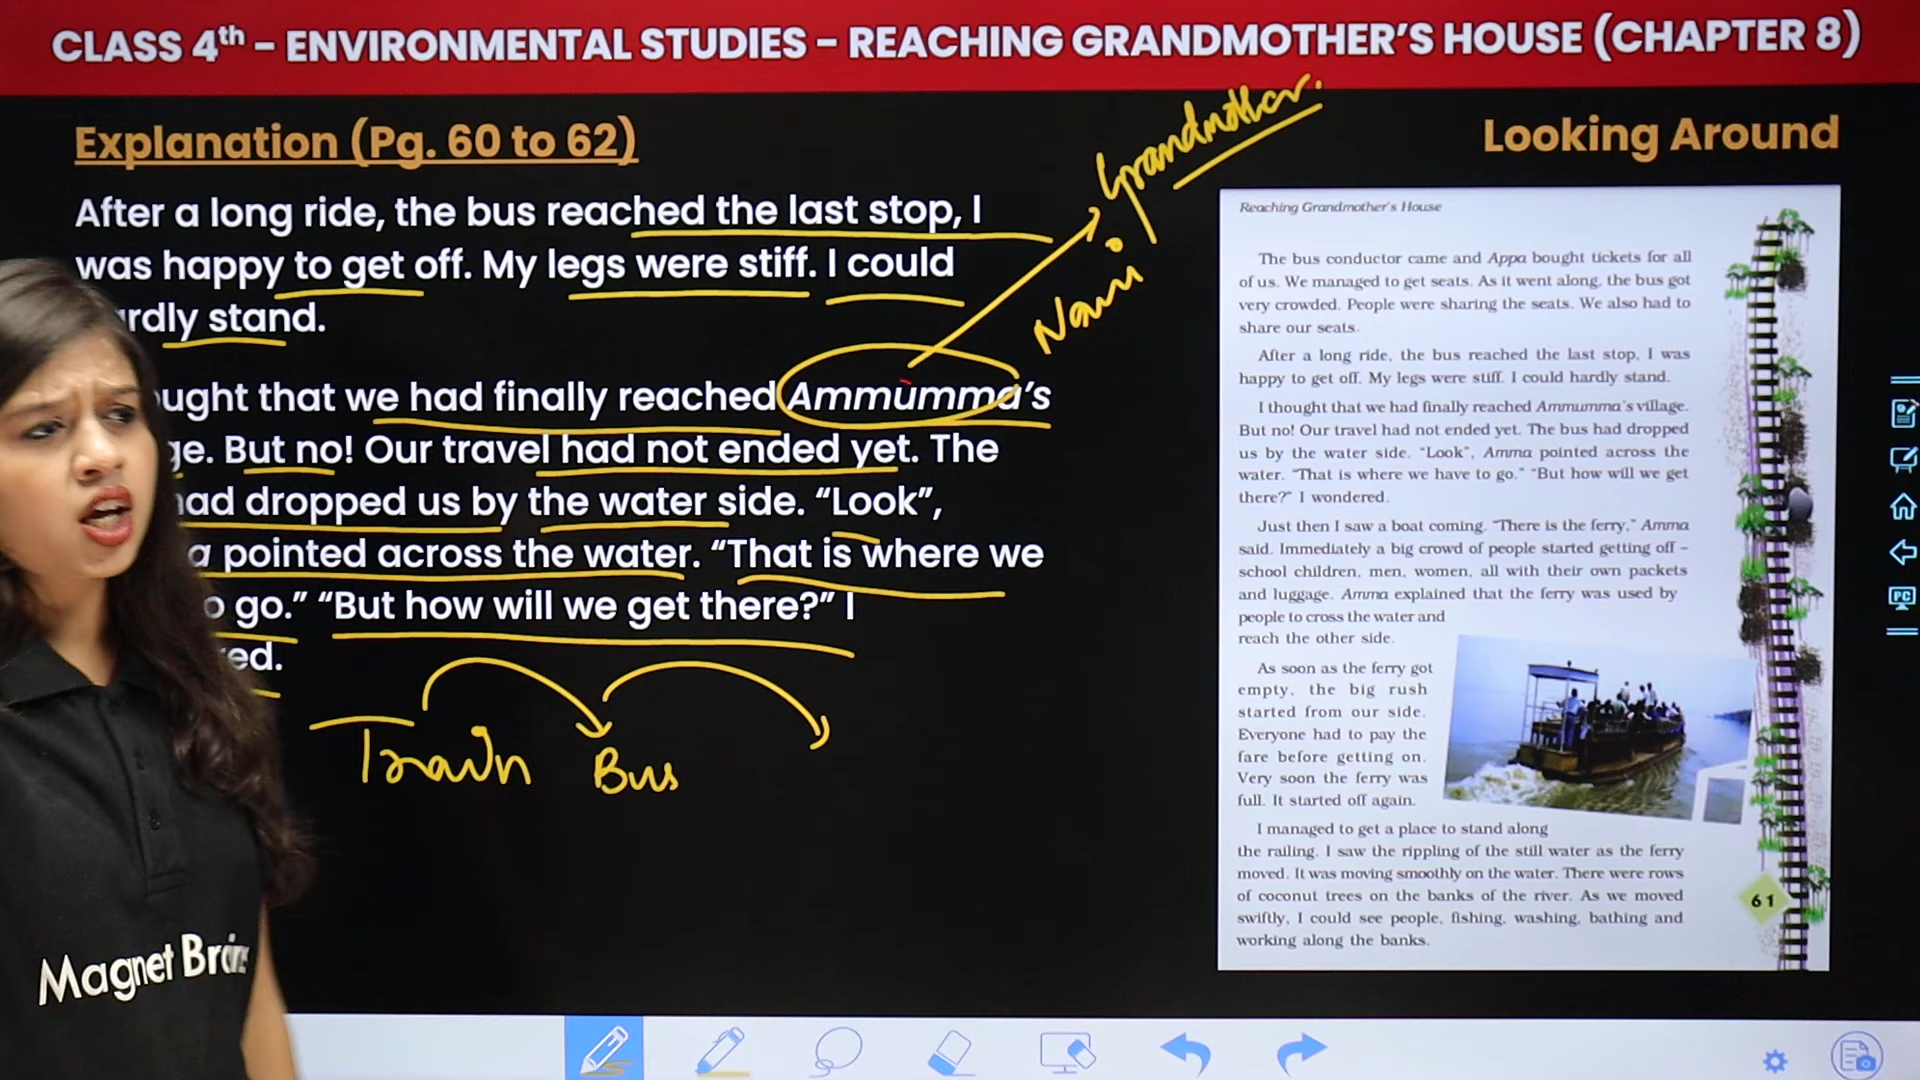 CLASS 4th – ENVIRONMENTAL STUDIES – REACHING GRANDMOTHER'S HOUSE (CHAPTER 8)
Explanation (Pg. 60 to 62)
Looking Around
After a long ride, the bus reached the last stop, I
was happy to get off. My legs were stiff. I could
rdly stand.
ught that we had finally reached Ammumma's
ge. But no! Our travel had not ended yet. The
had dropped us by the water side. “Look”,
a pointed across the water. “That is where we
o go.” “But how will we get there?” I
ed.
Grandmother.
Nani
Train Bus
Magnet Brains
Reaching Grandmother's House
The bus conductor came and Appa bought tickets for all
of us. We managed to get seats. As it went along, the bus got
very crowded. People were sharing the seats. We also had to
share our seats.
After a long ride, the bus reached the last stop, I was
happy to get off. My legs were stiff. I could hardly stand.
I thought that we had finally reached Ammumma's village.
But no! Our travel had not ended yet. The bus had dropped
us by the water side. “Look”, Amma pointed across the
water. “That is where we have to go.” “But how will we get
there?” I wondered.
Just then I saw a boat coming. “There is the ferry,” Amma
said. Immediately a big crowd of people started getting off –
school children, men, women, all with their own packets
and luggage. Amma explained that the ferry was used by
people to cross the water and
reach the other side.
As soon as the ferry got
empty, the big rush
started from our side.
Everyone had to pay the
fare before getting on.
Very soon the ferry was
full. It started off again.
I managed to get a place to stand along
the railing. I saw the rippling of the still water as the ferry
moved. It was moving smoothly on the water. There were rows
of coconut trees on the banks of the river. As we moved
swiftly, I could see people, fishing, washing, bathing and
working along the banks.
61
PC